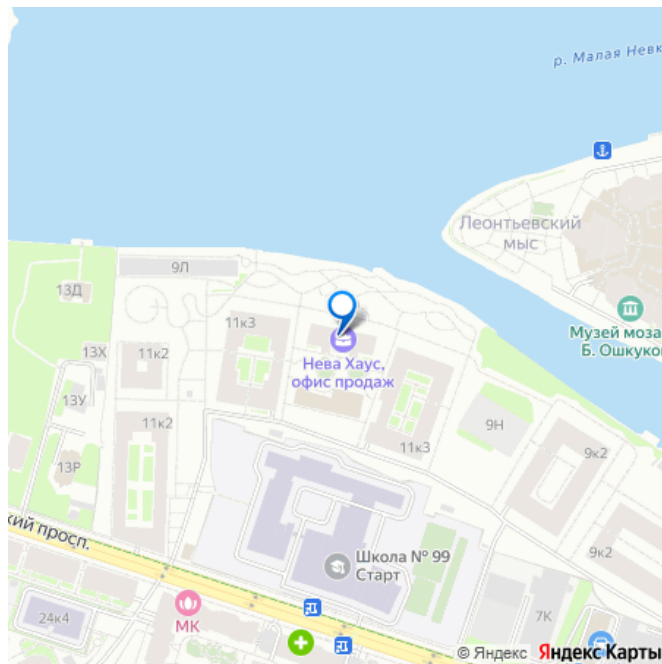 р. Малая Невк
Леонтьевский
мыс
9Л
13Д
11к3
Музей моза
Б. Ошкуко
13Х
11к2
Нева Хаус,
офис продаж
13У
11к2
11к3
9Н
9к2
13Р
кий просп.
Школа № 99
Старт
9к2
24к4
МК
7К
© Яндекс Яндекс Карты